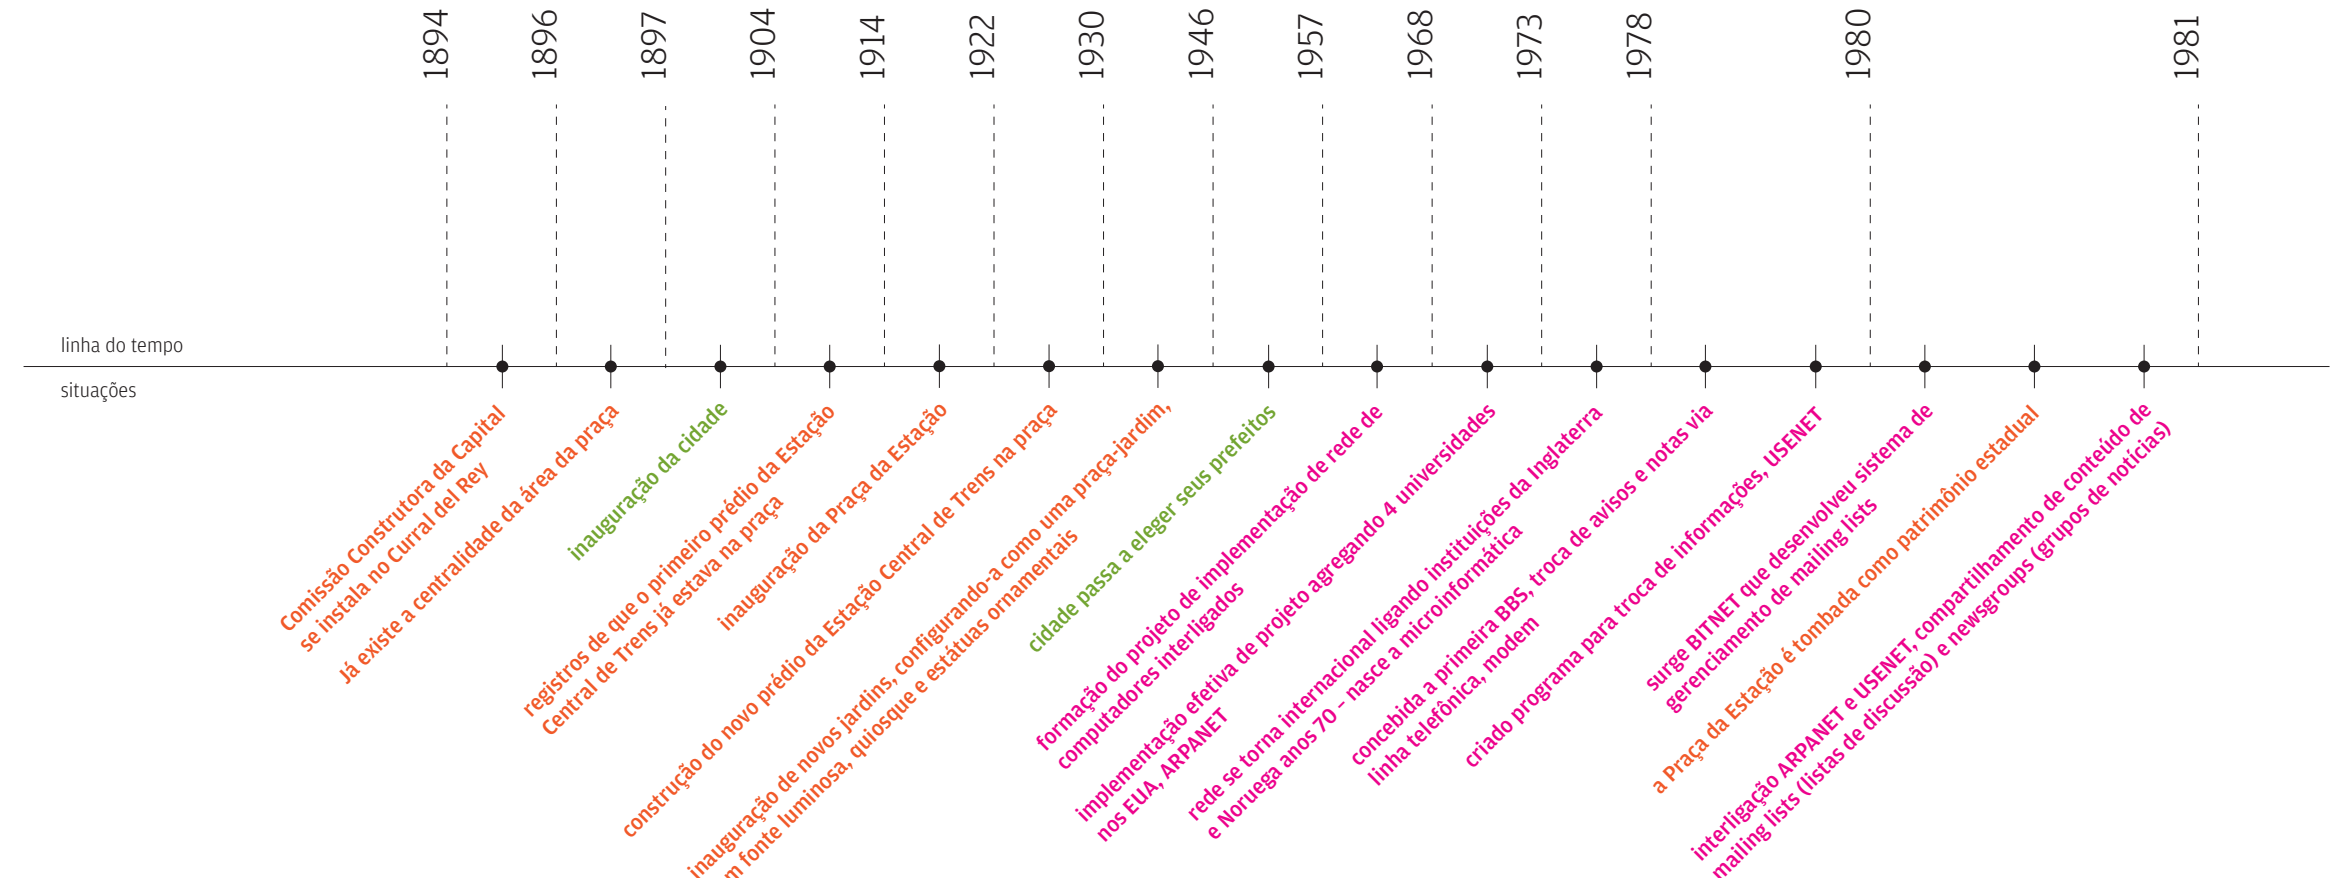 1894
1896
1897
1904
1914
1922
1930
1946
1957
1968
1973
1978
1980
1981
linha do tempo
situações
Comissão Construtora da Capital
se instala no Curral del Rey
Já existe a centralidade da área da praça
inauguração da cidade
registros de que o primeiro prédio da Estação
Central de Trens já estava na praça
inauguração da Praça da Estação
construção do novo prédio da Estação Central de Trens na praça
inauguração de novos jardins, configurando-a como uma praça-jardim,
fonte luminosa, quiosque e estátuas ornamentais
cidade passa a eleger seus prefeitos
formação do projeto de implementação de rede de
computadores interligados
implementação efetiva de projeto agregando 4 universidades
nos EUA, ARPANET
rede se torna internacional ligando instituições da Inglaterra
e Noruega anos 70 – nasce a microinformática
concebida a primeira BBS, troca de avisos e notas via
linha telefônica, modem
criado programa para troca de informações, USENET
surge BITNET que desenvolveu sistema de
gerenciamento de mailing lists
a Praça da Estação é tombada como patrimônio estadual
interligação ARPANET e USENET, compartilhamento de conteúdo de
mailing lists (listas de discussão) e newsgroups (grupos de notícias)